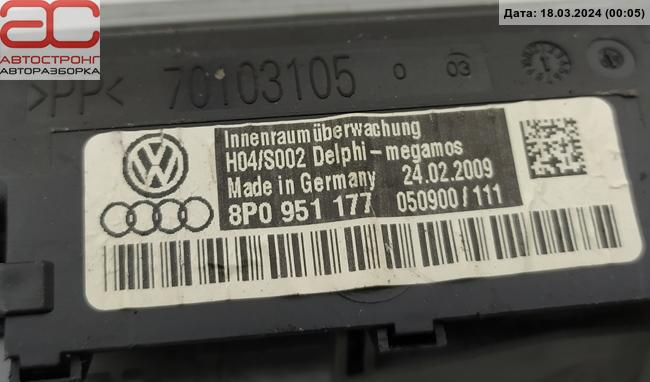 Дата: 18.03.2024 (00:05)
АС
АВТОСТРОНГ
АВТОРАЗБОРКА
>PP< 70103105 0 03
Innenraumüberwachung
H04/S002 Delphi-megamos
Made in Germany 24.02.2009
8P0 951 177 050900/111